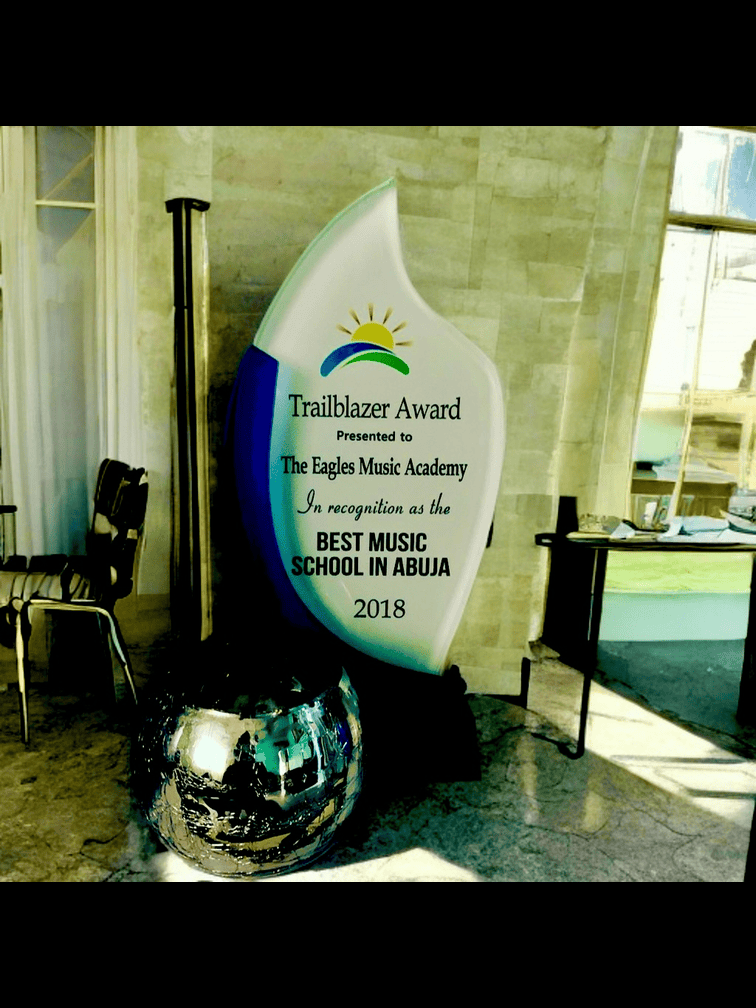 Trailblazer Award
Presented to
The Eagles Music Academy
In recognition as the
BEST MUSIC
SCHOOL IN ABUJA
2018